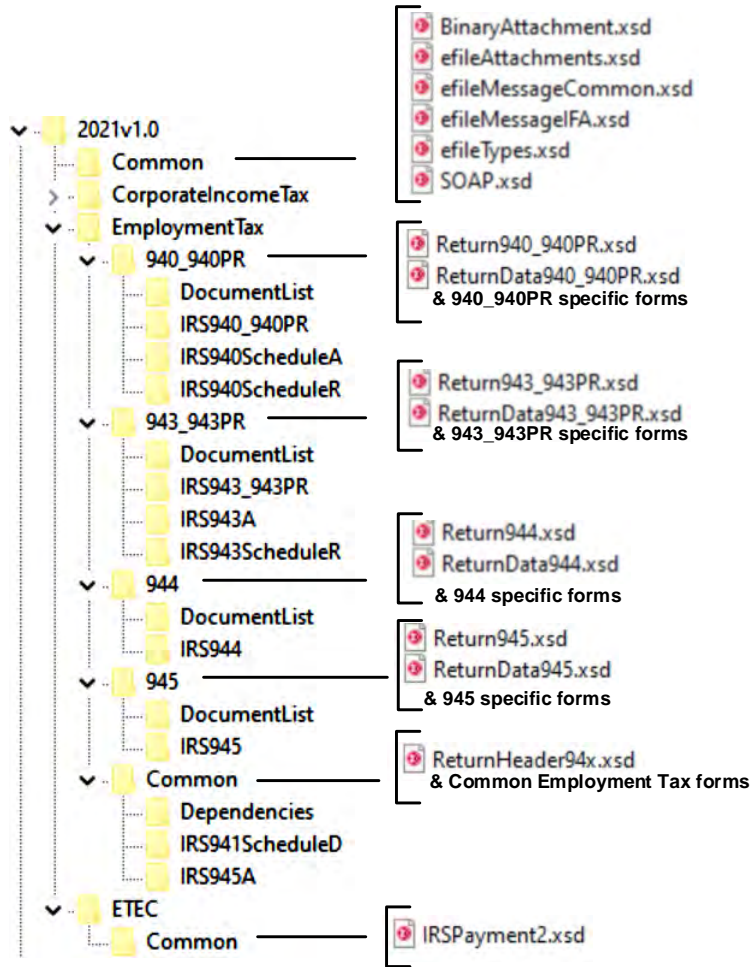 BinaryAttachment.xsd
efileAttachments.xsd
efileMessageCommon.xsd
efileMessageIFA.xsd
efileTypes.xsd
SOAP.xsd
2021v1.0
Common
CorporateIncomeTax
EmploymentTax
940_940PR
Return940_940PR.xsd
ReturnData940_940PR.xsd
& 940_940PR specific forms
DocumentList
IRS940_940PR
IRS940ScheduleA
IRS940ScheduleR
943_943PR
Return943_943PR.xsd
ReturnData943_943PR.xsd
& 943_943PR specific forms
DocumentList
IRS943_943PR
IRS943A
IRS943ScheduleR
944
Return944.xsd
ReturnData944.xsd
& 944 specific forms
DocumentList
IRS944
945
Return945.xsd
ReturnData945.xsd
& 945 specific forms
DocumentList
IRS945
Common
ReturnHeader94x.xsd
& Common Employment Tax forms
Dependencies
IRS941ScheduleD
IRS945A
ETEC
Common
IRSPayment2.xsd